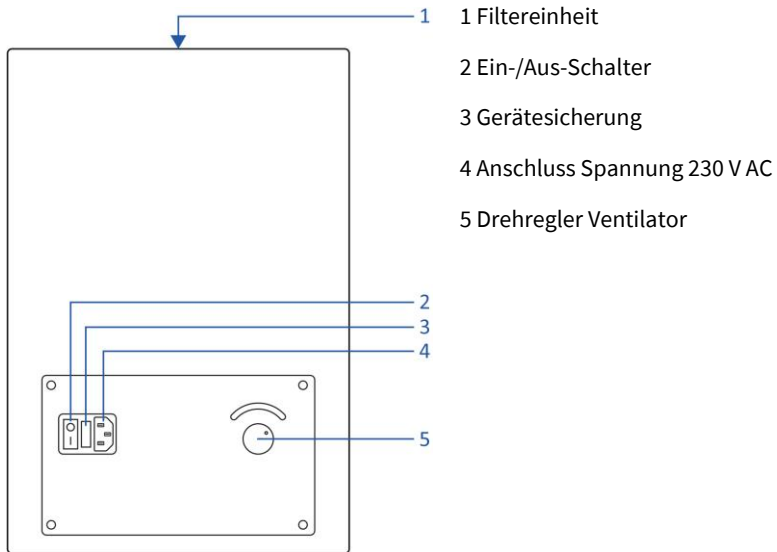 1 1 Filtereinheit
2 Ein-/Aus-Schalter
3 Gerätesicherung
4 Anschluss Spannung 230 V AC
5 Drehregler Ventilator
2
3
4
5